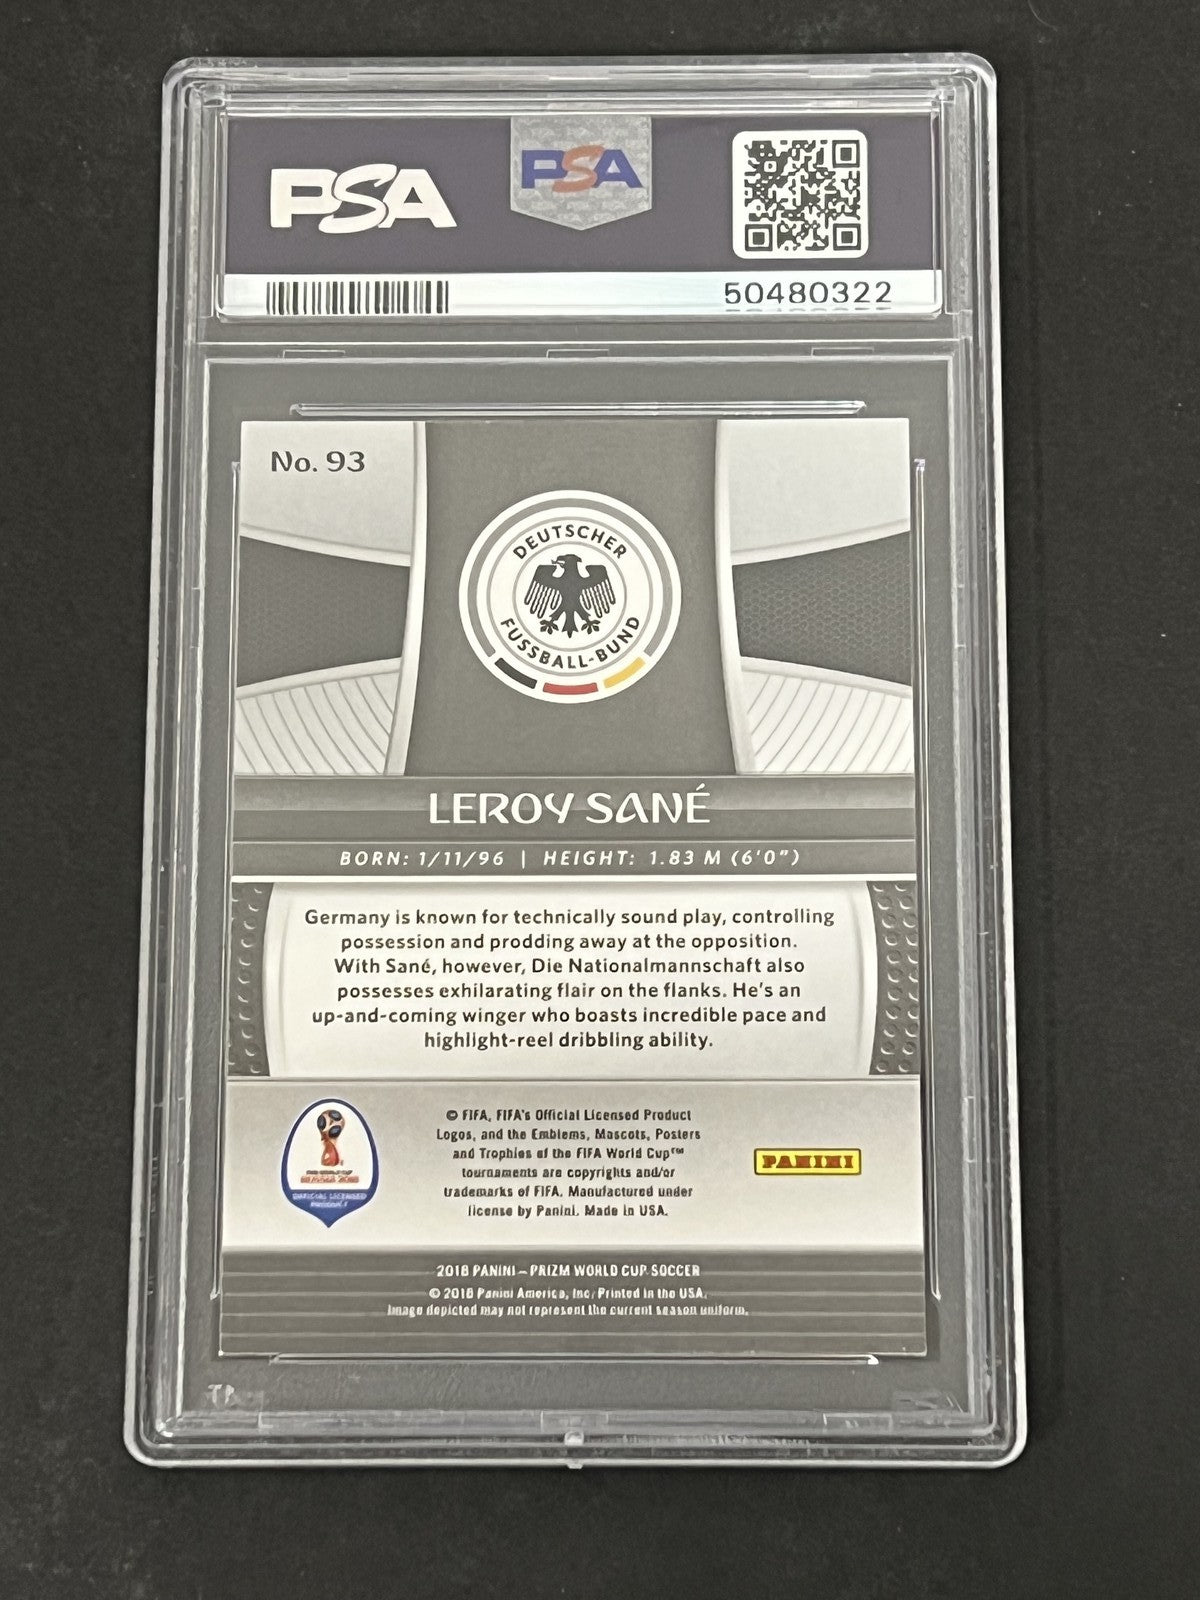 PSA
PSA
50480322
No. 93
DEUTSCHER
FUSSBALL-BUND
LEROY SANÉ
BORN: 1/11/96 | HEIGHT: 1.83 M (6'0")
Germany is known for technically sound play, controlling
possession and prodding away at the opposition.
With Sané, however, Die Nationalmannschaft also
possesses exhilarating flair on the flanks. He's an
up-and-coming winger who boasts incredible pace and
highlight-reel dribbling ability.
© FIFA, FIFA's Official Licensed Product
Logos, and the Emblems, Mascots, Posters
and Trophies of the FIFA World Cup™
tournaments are copyrights and/or
trademarks of FIFA. Manufactured under
license by Panini. Made in USA.
PANINI
2018 PANINI – PRIZM WORLD CUP SOCCER
© 2018 Panini America, Inc. Printed in the USA.
Image depicted may not represent the current season uniform.